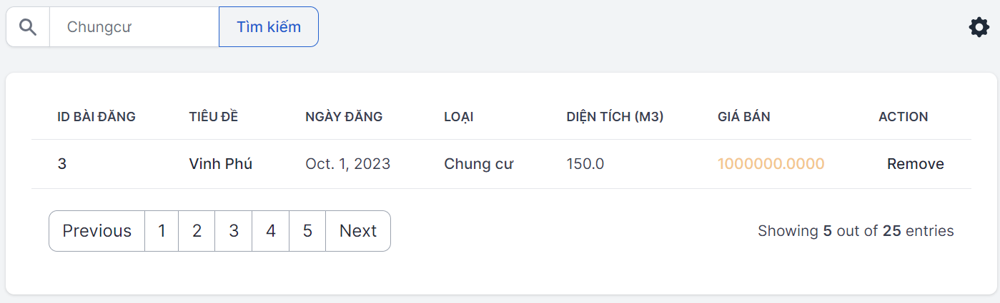 Chungcư Tìm kiếm
ID BÀI ĐĂNG TIÊU ĐỀ NGÀY ĐĂNG LOẠI DIỆN TÍCH (M3) GIÁ BÁN ACTION
3 Vinh Phú Oct. 1, 2023 Chung cư 150.0 1000000.0000 Remove
Previous 1 2 3 4 5 Next Showing 5 out of 25 entries